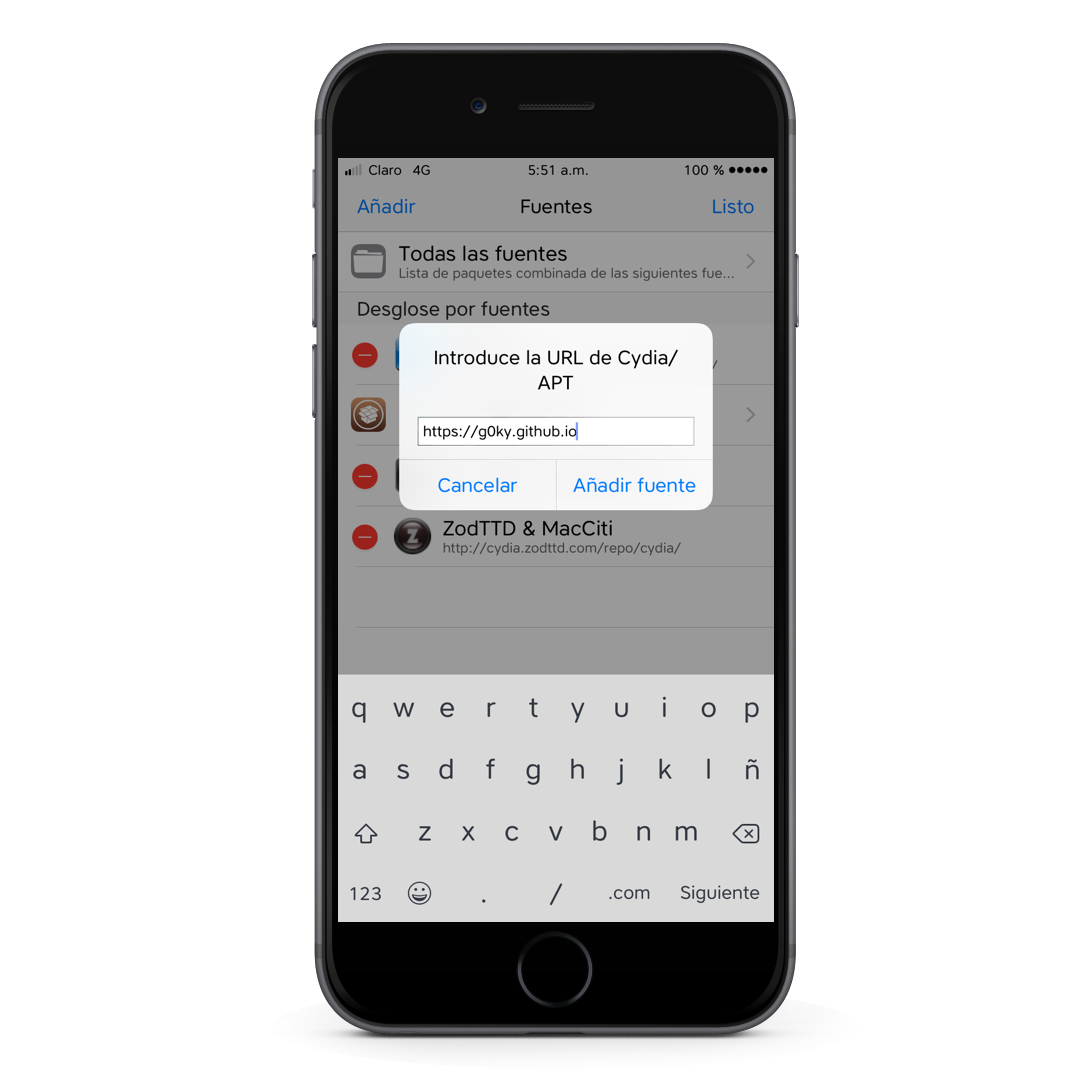 Claro 4G 5:51 a.m. 100 %
Añadir Fuentes Listo
Todas las fuentes
Lista de paquetes combinada de las siguientes fue...
Desglose por fuentes
Introduce la URL de Cydia/
APT
https://g0ky.github.io
Cancelar Añadir fuente
ZodTTD & MacCiti
http://cydia.zodttd.com/repo/cydia/
q w e r t y u i o p
a s d f g h j k l ñ
z x c v b n m
123 . / .com Siguiente